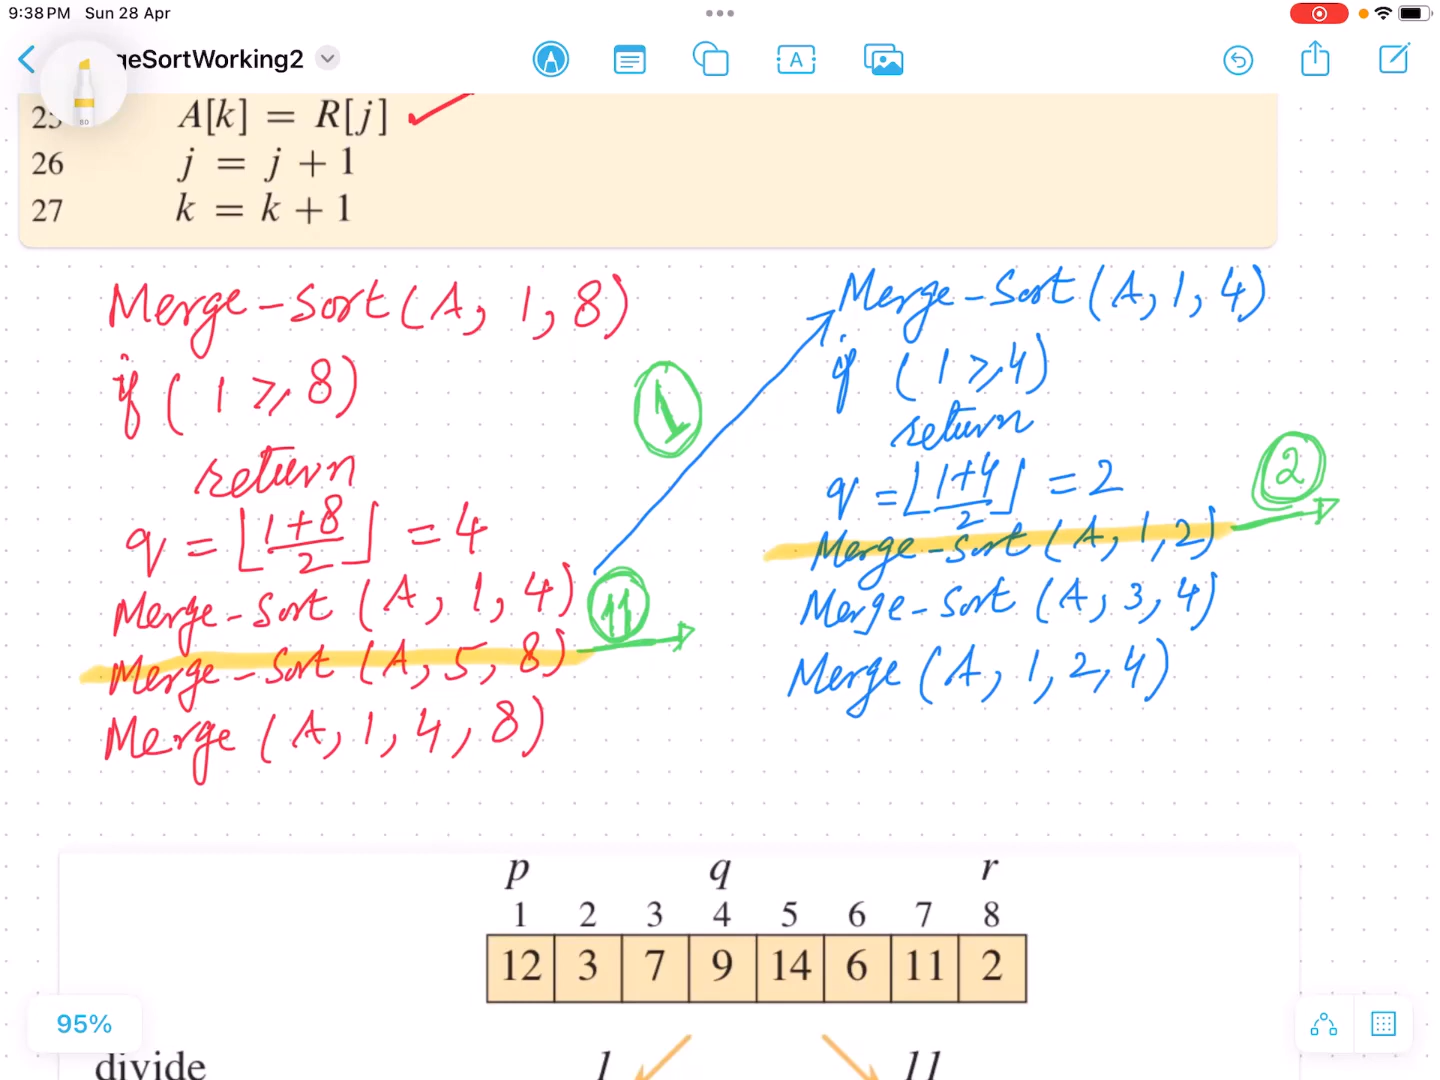 9:38 PM Sun 28 Apr
geSortWorking2
A[k] = R[j]
26 j = j + 1
27 k = k + 1
Merge-Sort (A, 1, 8)
if ( 1 ≥ 8)
return
q = ⌊1+8/2⌋ = 4
Merge-Sort (A, 1, 4)
Merge-Sort (A, 5, 8)
Merge (A, 1, 4, 8)
1
11
Merge-Sort (A, 1, 4)
if ( 1 ≥ 4)
return
q = ⌊1+4/2⌋ = 2
Merge-Sort (A, 1, 2)
Merge-Sort (A, 3, 4)
Merge (A, 1, 2, 4)
2
p q r
1 2 3 4 5 6 7 8
12 3 7 9 14 6 11 2
95%
divide 1 11